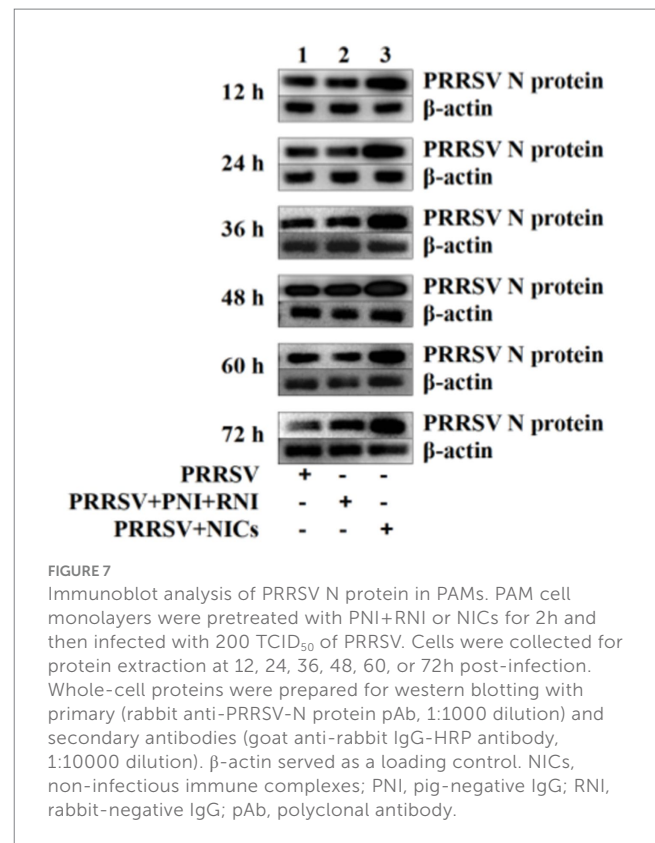 1 2 3
12 h PRRSV N protein
β-actin
24 h PRRSV N protein
β-actin
36 h PRRSV N protein
β-actin
48 h PRRSV N protein
β-actin
60 h PRRSV N protein
β-actin
72 h PRRSV N protein
β-actin
PRRSV + - -
PRRSV+PNI+RNI - + -
PRRSV+NICs - - +
FIGURE 7
Immunoblot analysis of PRRSV N protein in PAMs. PAM cell
monolayers were pretreated with PNI+RNI or NICs for 2h and
then infected with 200 TCID₅₀ of PRRSV. Cells were collected for
protein extraction at 12, 24, 36, 48, 60, or 72h post-infection.
Whole-cell proteins were prepared for western blotting with
primary (rabbit anti-PRRSV-N protein pAb, 1:1000 dilution) and
secondary antibodies (goat anti-rabbit IgG-HRP antibody,
1:10000 dilution). β-actin served as a loading control. NICs,
non-infectious immune complexes; PNI, pig-negative IgG; RNI,
rabbit-negative IgG; pAb, polyclonal antibody.